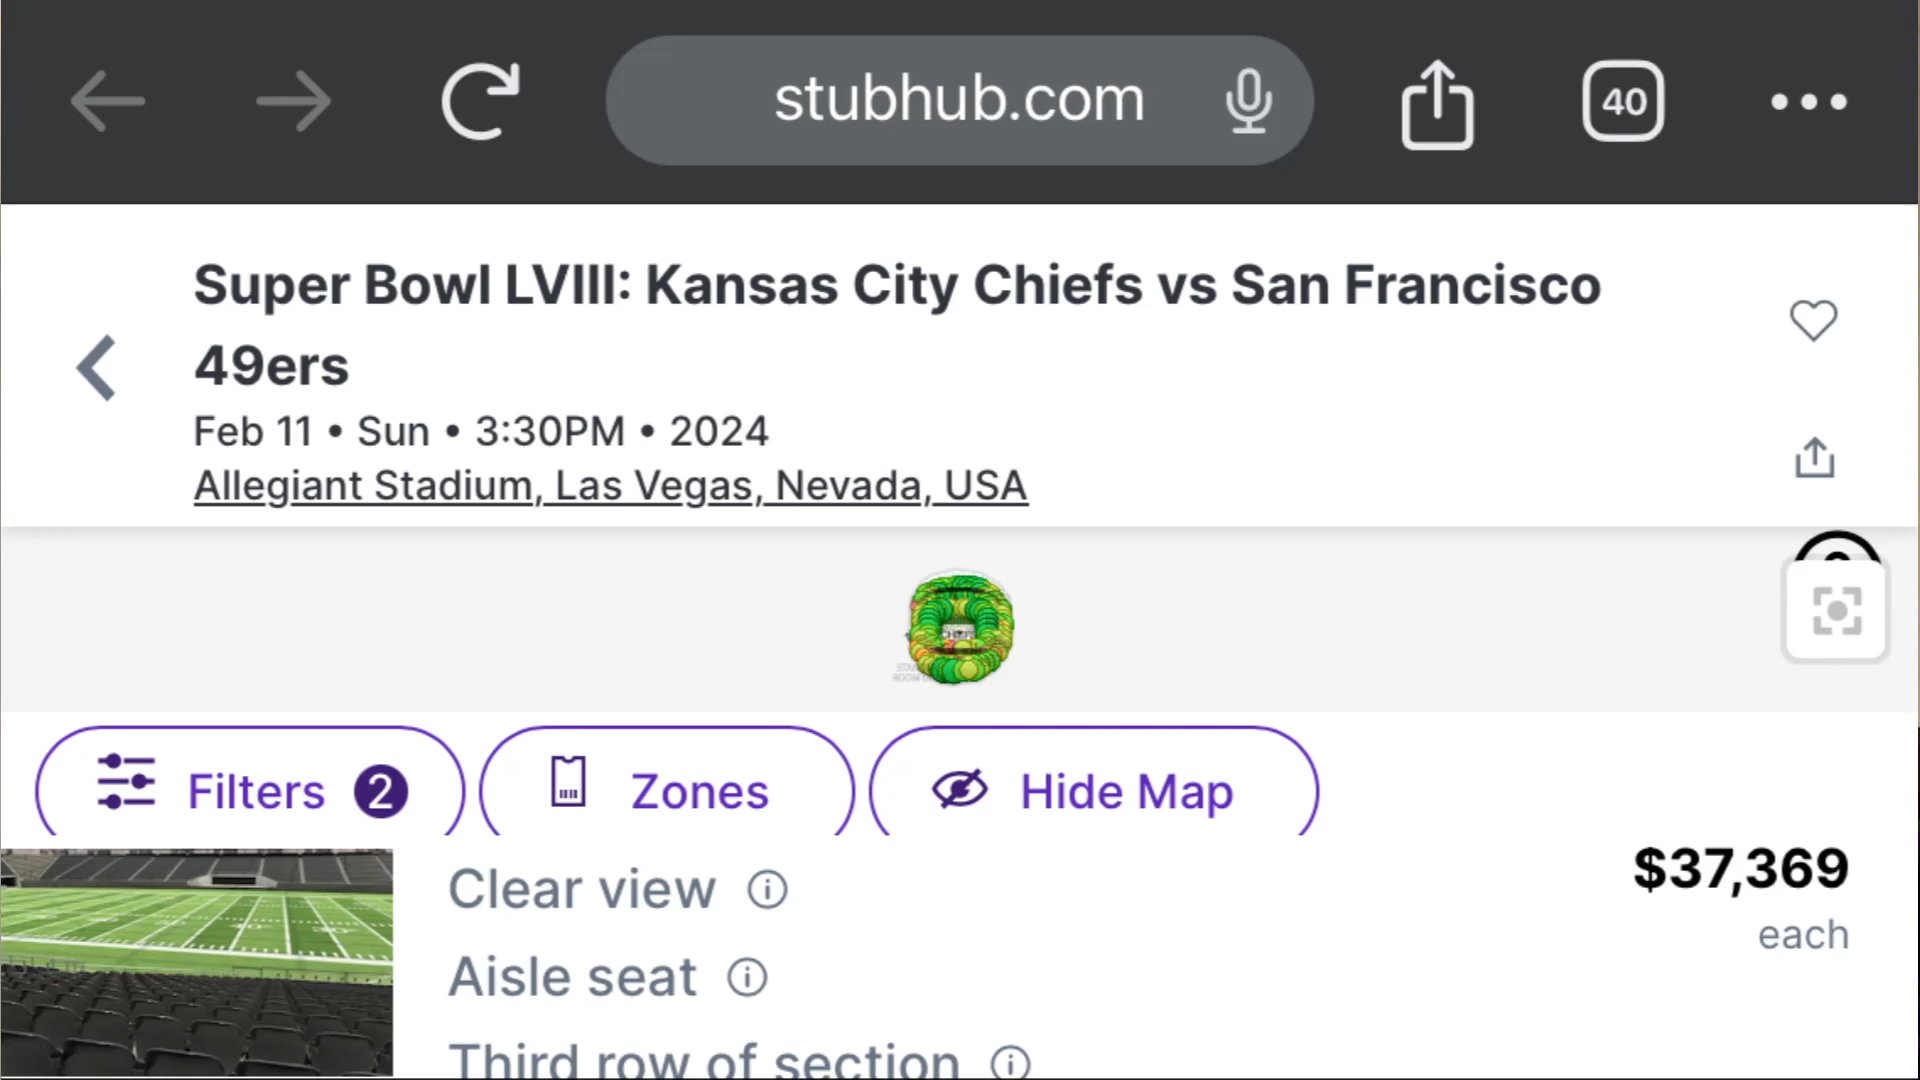 stubhub.com
40
Super Bowl LVIII: Kansas City Chiefs vs San Francisco
49ers
Feb 11 • Sun • 3:30PM • 2024
Allegiant Stadium, Las Vegas, Nevada, USA
Filters 2
Zones
Hide Map
Clear view
$37,369
each
Aisle seat
Third row of section